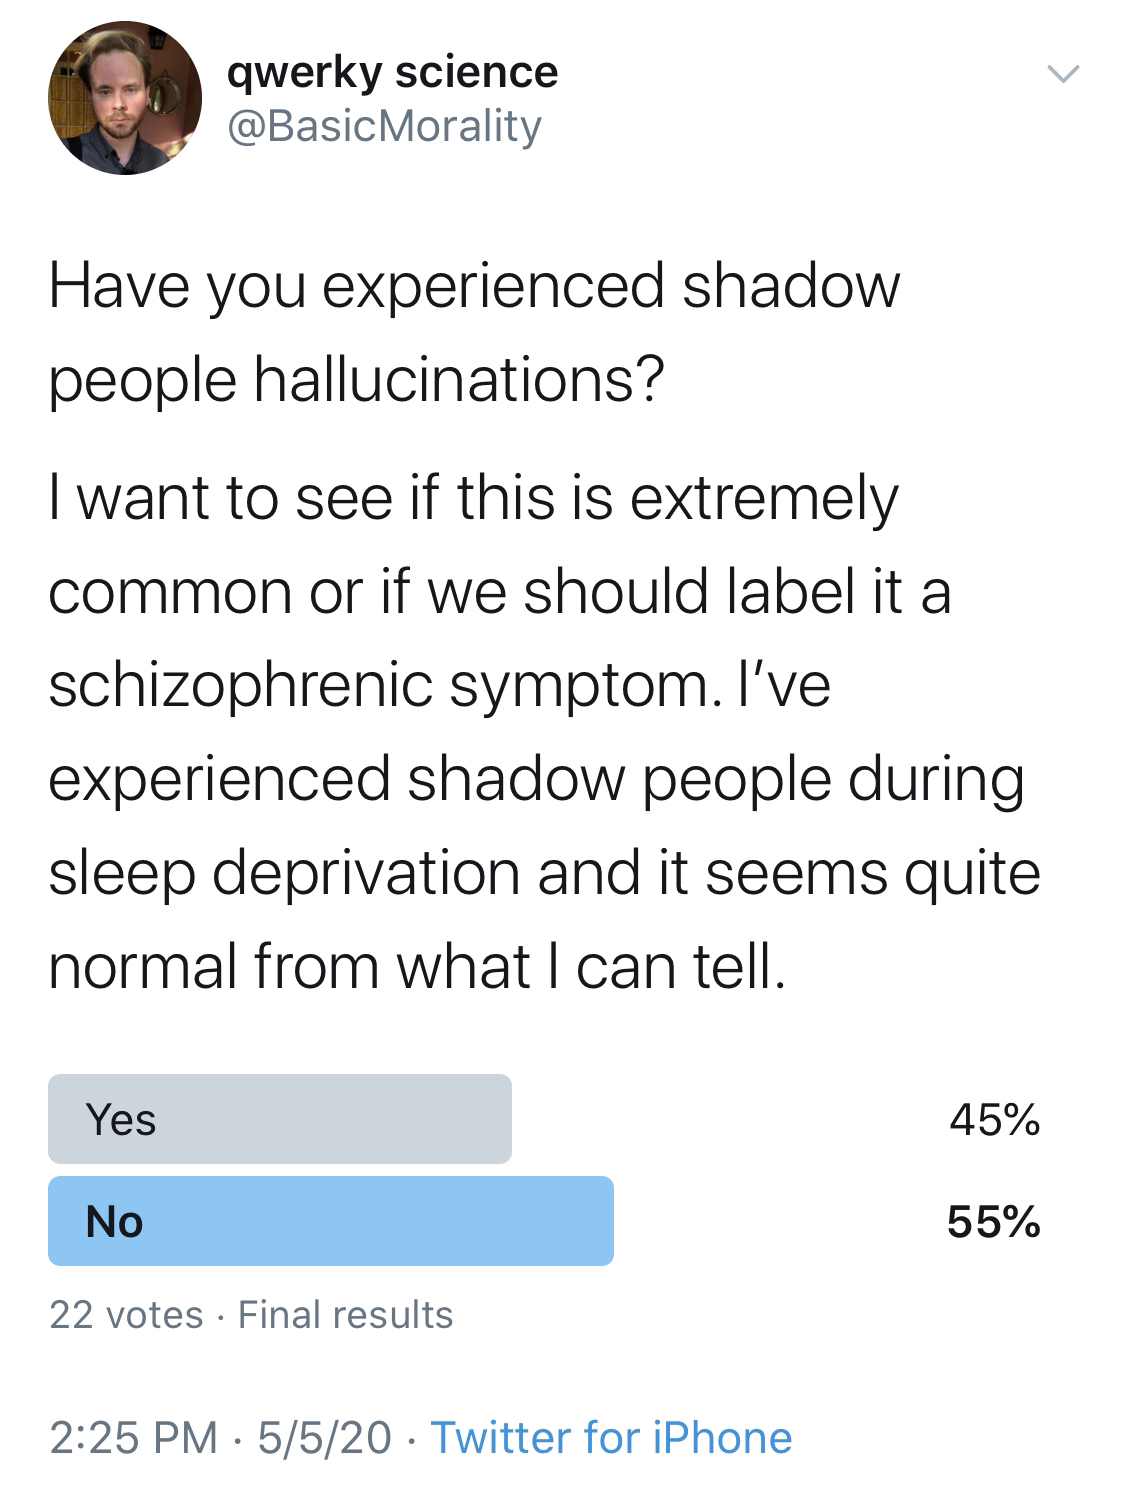 qwerky science
@BasicMorality
Have you experienced shadow
people hallucinations?
I want to see if this is extremely
common or if we should label it a
schizophrenic symptom. I’ve
experienced shadow people during
sleep deprivation and it seems quite
normal from what I can tell.
Yes 45%
No 55%
22 votes · Final results
2:25 PM · 5/5/20 · Twitter for iPhone